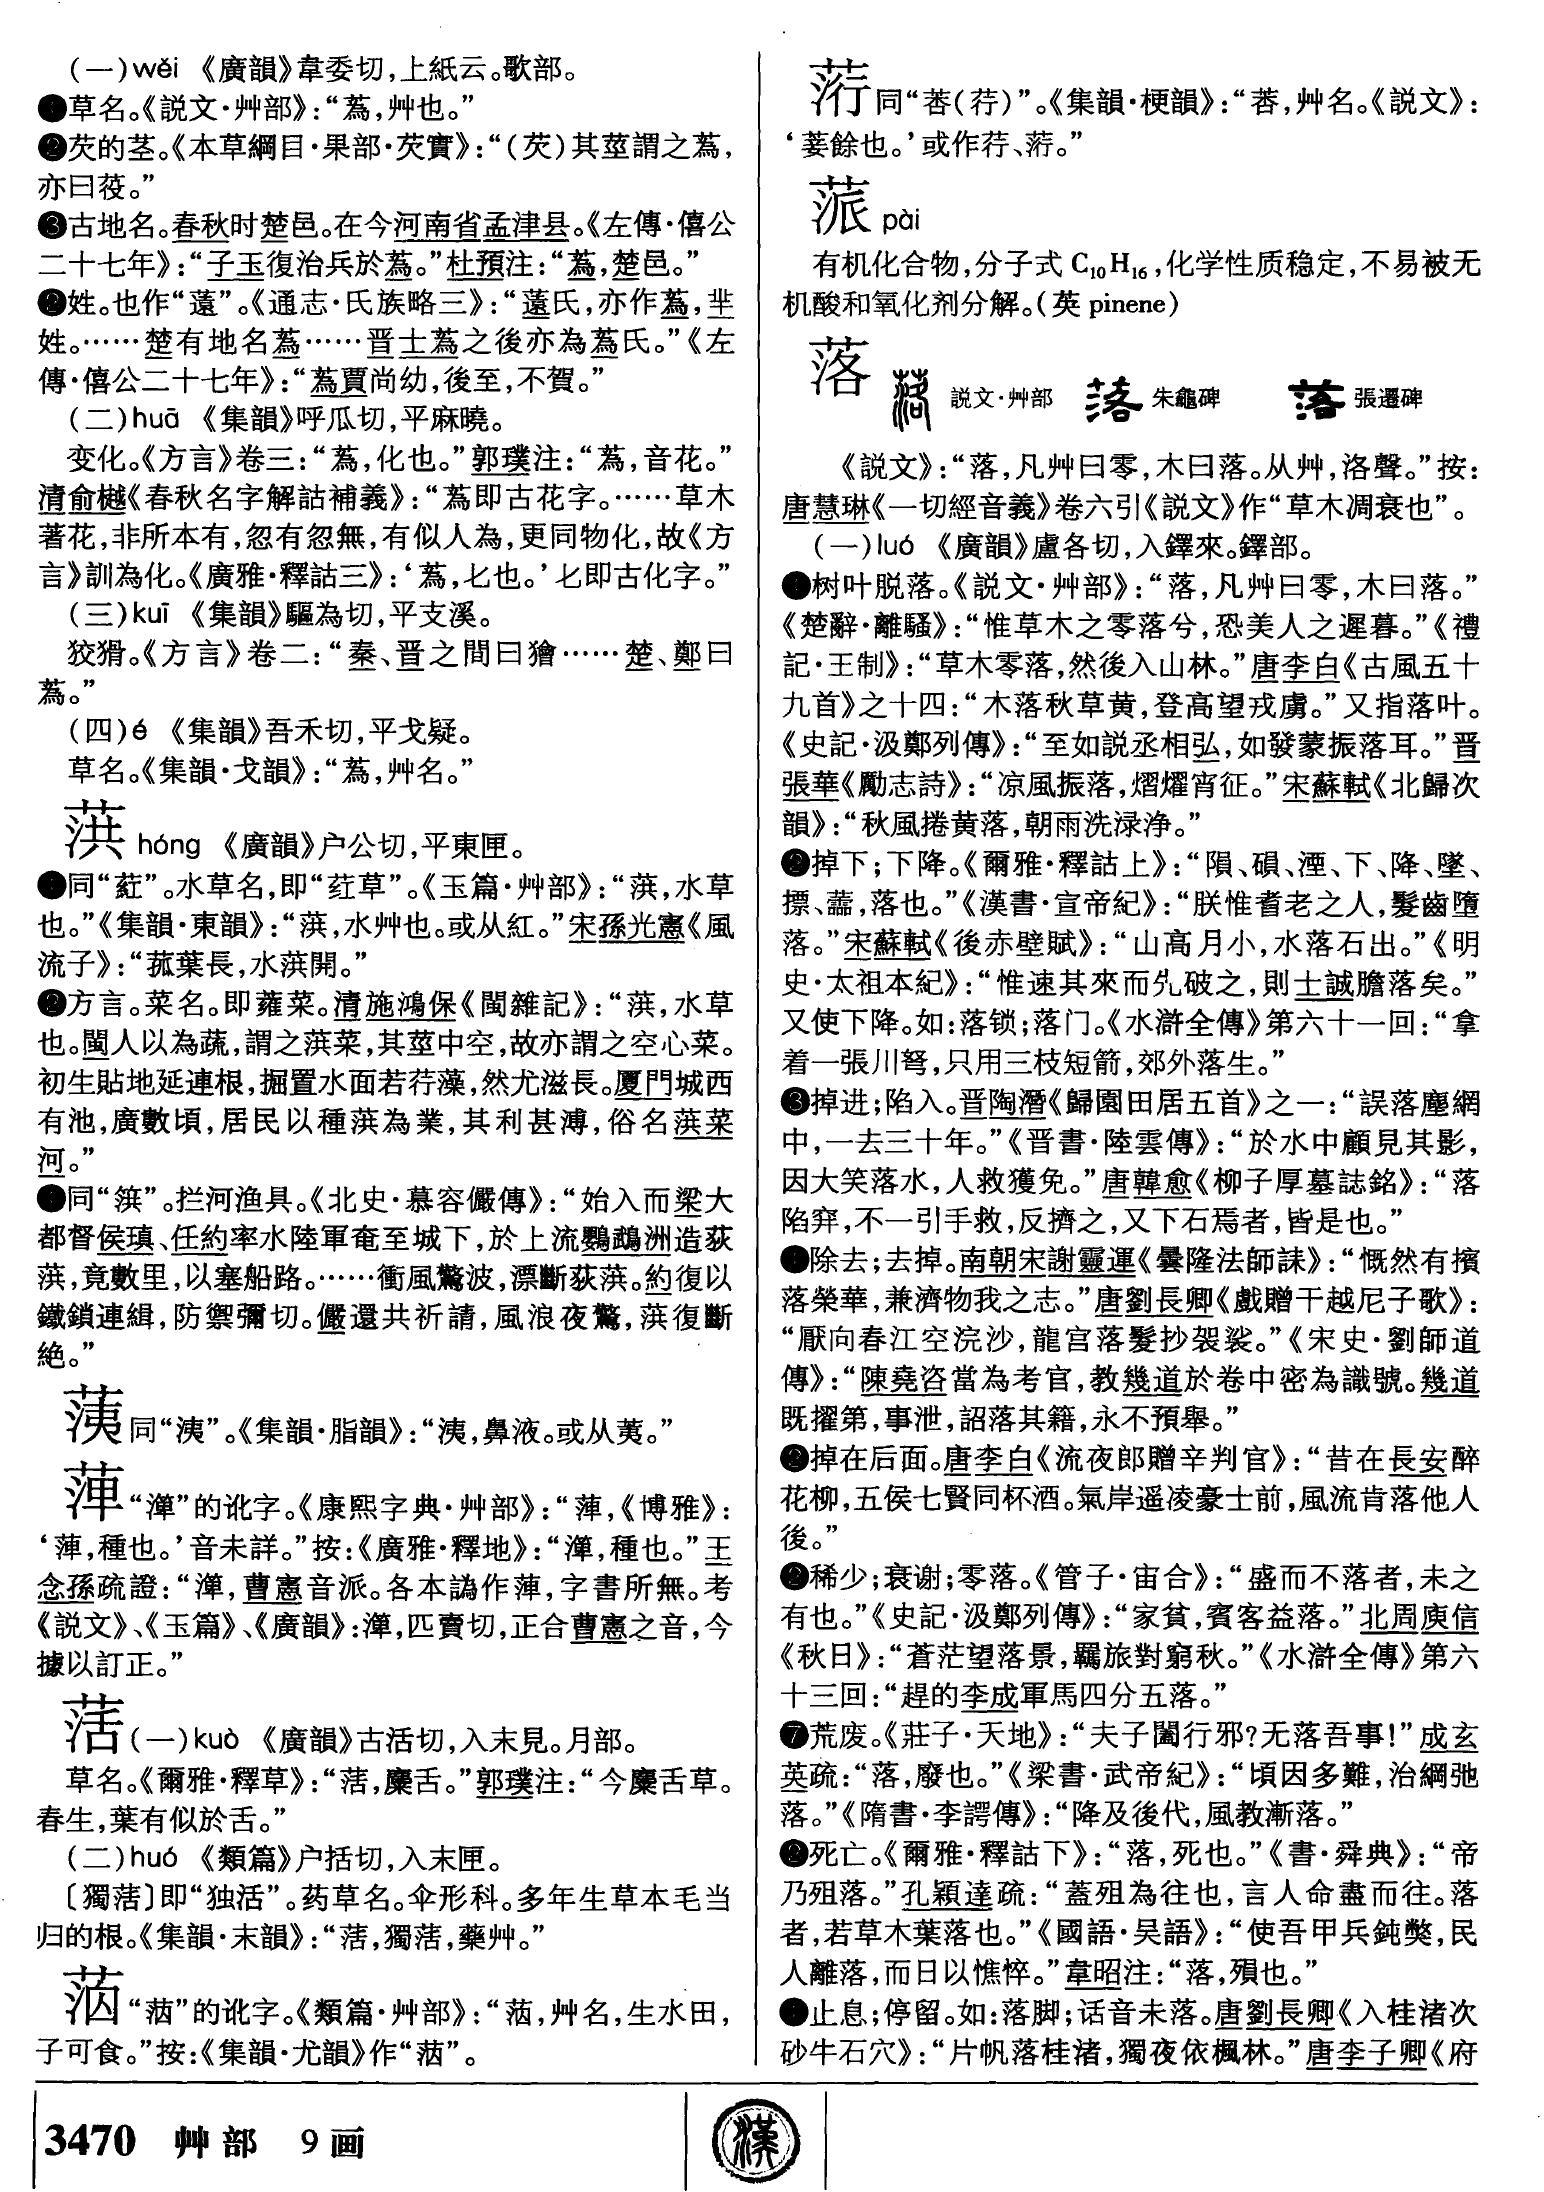 (一)wěi 《廣韻》韋委切,上紙云。歌部。
❶草名。《説文·艸部》:“蒍,艸也。”
❷芡的茎。《本草綱目·果部·芡實》:“(芡)其莖謂之蒍,
亦曰䓈。”
❸古地名。春秋时楚邑。在今河南省孟津县。《左傳·僖公
二十七年》:“子玉復治兵於蒍。”杜預注:“蒍,楚邑。”
❷姓。也作“薳”。《通志·氏族略三》:“薳氏,亦作蒍,芈
姓。……楚有地名蒍……晋士蒍之後亦為蒍氏。”《左
傳·僖公二十七年》:“蒍賈尚幼,後至,不賀。”
(二)huā 《集韻》呼瓜切,平麻曉。
变化。《方言》卷三:“蒍,化也。”郭璞注:“蒍,音花。”
清俞樾《春秋名字解詁補義》:“蒍即古花字。……草木
著花,非所本有,忽有忽無,有似人為,更同物化,故《方
言》訓為化。《廣雅·釋詁三》:‘蒍,匕也。’匕即古化字。”
(三)kuī 《集韻》驅為切,平支溪。
狡猾。《方言》卷二:“秦、晋之間曰獪……楚、鄭曰
蒍。”
(四)é 《集韻》吾禾切,平戈疑。
草名。《集韻·戈韻》:“蒍,艸名。”
葓 hóng 《廣韻》户公切,平東匣。
❶同“葒”。水草名,即“荭草”。《玉篇·艸部》:“葓,水草
也。”《集韻·東韻》:“葓,水艸也。或从紅。”宋孫光憲《風
流子》:“菰葉長,水葓開。”
❷方言。菜名。即蕹菜。清施鴻保《閩雜記》:“葓,水草
也。閩人以為蔬,謂之葓菜,其莖中空,故亦謂之空心菜。
初生貼地延連根,掘置水面若荇藻,然尤滋長。厦門城西
有池,廣數頃,居民以種葓為業,其利甚溥,俗名葓菜
河。”
❶同“篊”。拦河渔具。《北史·慕容儼傳》:“始入而梁大
都督侯瑱、任約率水陸軍奄至城下,於上流鸚鵡洲造荻
葓,竟數里,以塞船路。……衝風驚波,漂斷荻葓。約復以
鐵鎖連緝,防禦彌切。儼還共祈請,風浪夜驚,葓復斷
絶。”
同“洟”。《集韻·脂韻》:“洟,鼻液。或从荑。”
“㵺”的讹字。《康熙字典·艸部》:“萞,《博雅》:
有。各本譌作,字書所無。考
《説文》、《玉篇》、《廣韻》:,匹賣切,正合曹憲之音,今
據以訂正。”
萿(一)kuò 《廣韻》古活切,入末見。月部。
草名。《爾雅·釋草》:“萿,麋舌。”郭璞注:“今麋舌草。
春生,葉有似於舌。”
(二)huó 《類篇》户括切,入末匣。
〔獨萿〕即“独活”。药草名。伞形科。多年生草本毛当
归的根。《集韻·末韻》:“萿,獨萿,藥艸。”
”的讹字。《類篇·艸部》:“,艸名,生水田,
子可食。”按:《集韻·尤韻》作“”。
同“莕(荇)”。《集韻·梗韻》:“莕,艸名。《説文》:
‘菨餘也。’或作荇、葕。”
蒎 pài
有机化合物,分子式 C₁₀H₁₆,化学性质稳定,不易被无
机酸和氧化剂分解。(英 pinene)
落 説文·艸部 朱龜碑 張遷碑
《説文》:“落,凡艸曰零,木曰落。从艸,洛聲。”按:
唐慧琳《一切經音義》卷六引《説文》作“草木凋衰也”。
(一)luó 《廣韻》盧各切,入鐸來。鐸部。
❶树叶脱落。《説文·艸部》:“落,凡艸曰零,木曰落。”
《楚辭·離騷》:“惟草木之零落兮,恐美人之遲暮。”《禮
記·王制》:“草木零落,然後入山林。”唐李白《古風五十
九首》之十四:“木落秋草黄,登高望戎虜。”又指落叶。
《史記·汲鄭列傳》:“至如説丞相弘,如發蒙振落耳。”晋
張華《勵志詩》:“凉風振落,熠燿宵征。”宋蘇軾《北歸次
韻》:“秋風捲黄落,朝雨洗渌净。”
❷掉下;下降。《爾雅·釋詁上》:“隕、磒、湮、下、降、墜、
摽、蘦,落也。”《漢書·宣帝紀》:“朕惟耆老之人,髮齒墮
落。”宋蘇軾《後赤壁賦》:“山高月小,水落石出。”《明
史·太祖本紀》:“惟速其來而先破之,則士誠膽落矣。”
又使下降。如:落锁;落门。《水滸全傳》第六十一回:“拿
着一張川弩,只用三枝短箭,郊外落生。”
❸掉进;陷入。晋陶潛《歸園田居五首》之一:“誤落塵網
中,一去三十年。”《晋書·陸雲傳》:“於水中顧見其影,
因大笑落水,人救獲免。”唐韓愈《柳子厚墓誌銘》:“落
陷穽,不一引手救,反擠之,又下石焉者,皆是也。”
❶除去;去掉。南朝宋謝靈運《曇隆法師誄》:“慨然有擯
落榮華,兼濟物我之志。”唐劉長卿《戲贈干越尼子歌》:
“厭向春江空浣沙,龍宫落髮抄袈裟。”《宋史·劉師道
傳》:“陳堯咨當為考官,教幾道於卷中密為識號。幾道
既擢第,事泄,詔落其籍,永不預舉。”
❷掉在后面。唐李白《流夜郎贈辛判官》:“昔在長安醉
花柳,五侯七賢同杯酒。氣岸遥凌豪士前,風流肯落他人
後。”
❷稀少;衰谢;零落。《管子·宙合》:“盛而不落者,未之
有也。”《史記·汲鄭列傳》:“家貧,賓客益落。”北周庾信
《秋日》:“蒼茫望落景,羈旅對窮秋。”《水滸全傳》第六
十三回:“趕的李成軍馬四分五落。”
❼荒废。《莊子·天地》:“夫子闔行邪?无落吾事!”成玄
英疏:“落,廢也。”《梁書·武帝紀》:“頃因多難,治綱弛
落。”《隋書·李諤傳》:“降及後代,風教漸落。”
❷死亡。《爾雅·釋詁下》:“落,死也。”《書·舜典》:“帝
乃殂落。”孔穎達疏:“蓋殂為往也,言人命盡而往。落
者,若草木葉落也。”《國語·吴語》:“使吾甲兵鈍獘,民
人離落,而日以憔悴。”韋昭注:“落,殞也。”
❶止息;停留。如:落脚;话音未落。唐劉長卿《入桂渚次
砂牛石穴》:“片帆落桂渚,獨夜依楓林。”唐李子卿《府
3470 艸部 9画
漢